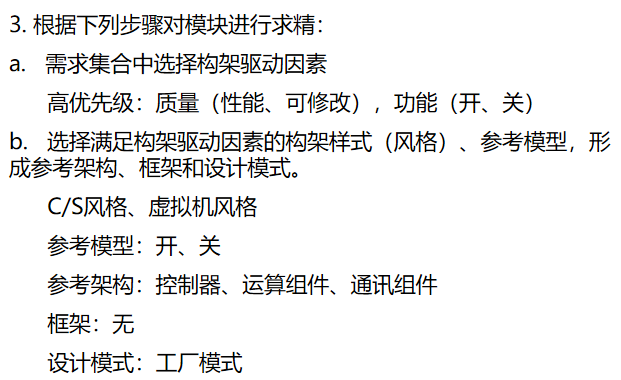 3. 根据下列步骤对模块进行求精：
a. 需求集合中选择构架驱动因素
高优先级：质量（性能、可修改），功能（开、关）
b. 选择满足构架驱动因素的构架样式（风格）、参考模型，形
成参考架构、框架和设计模式。
C/S风格、虚拟机风格
参考模型：开、关
参考架构：控制器、运算组件、通讯组件
框架：无
设计模式：工厂模式